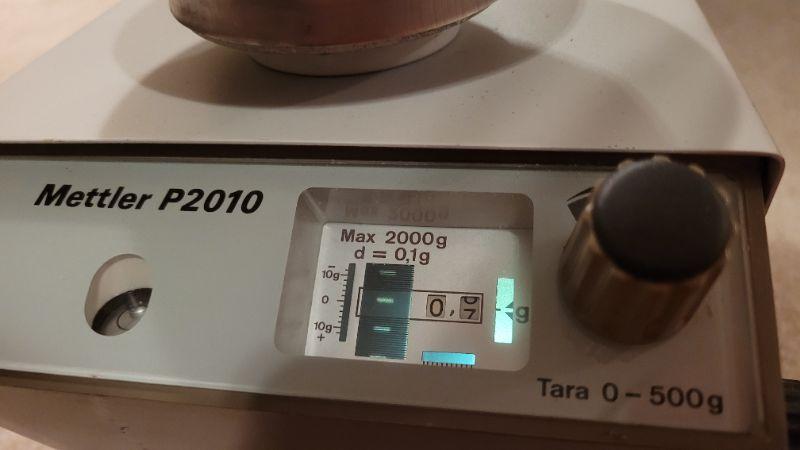 Mettler P2010
Max 2000g
d = 0,1g
−
10g
0
10g
+
0,
g
Tara 0 – 500g